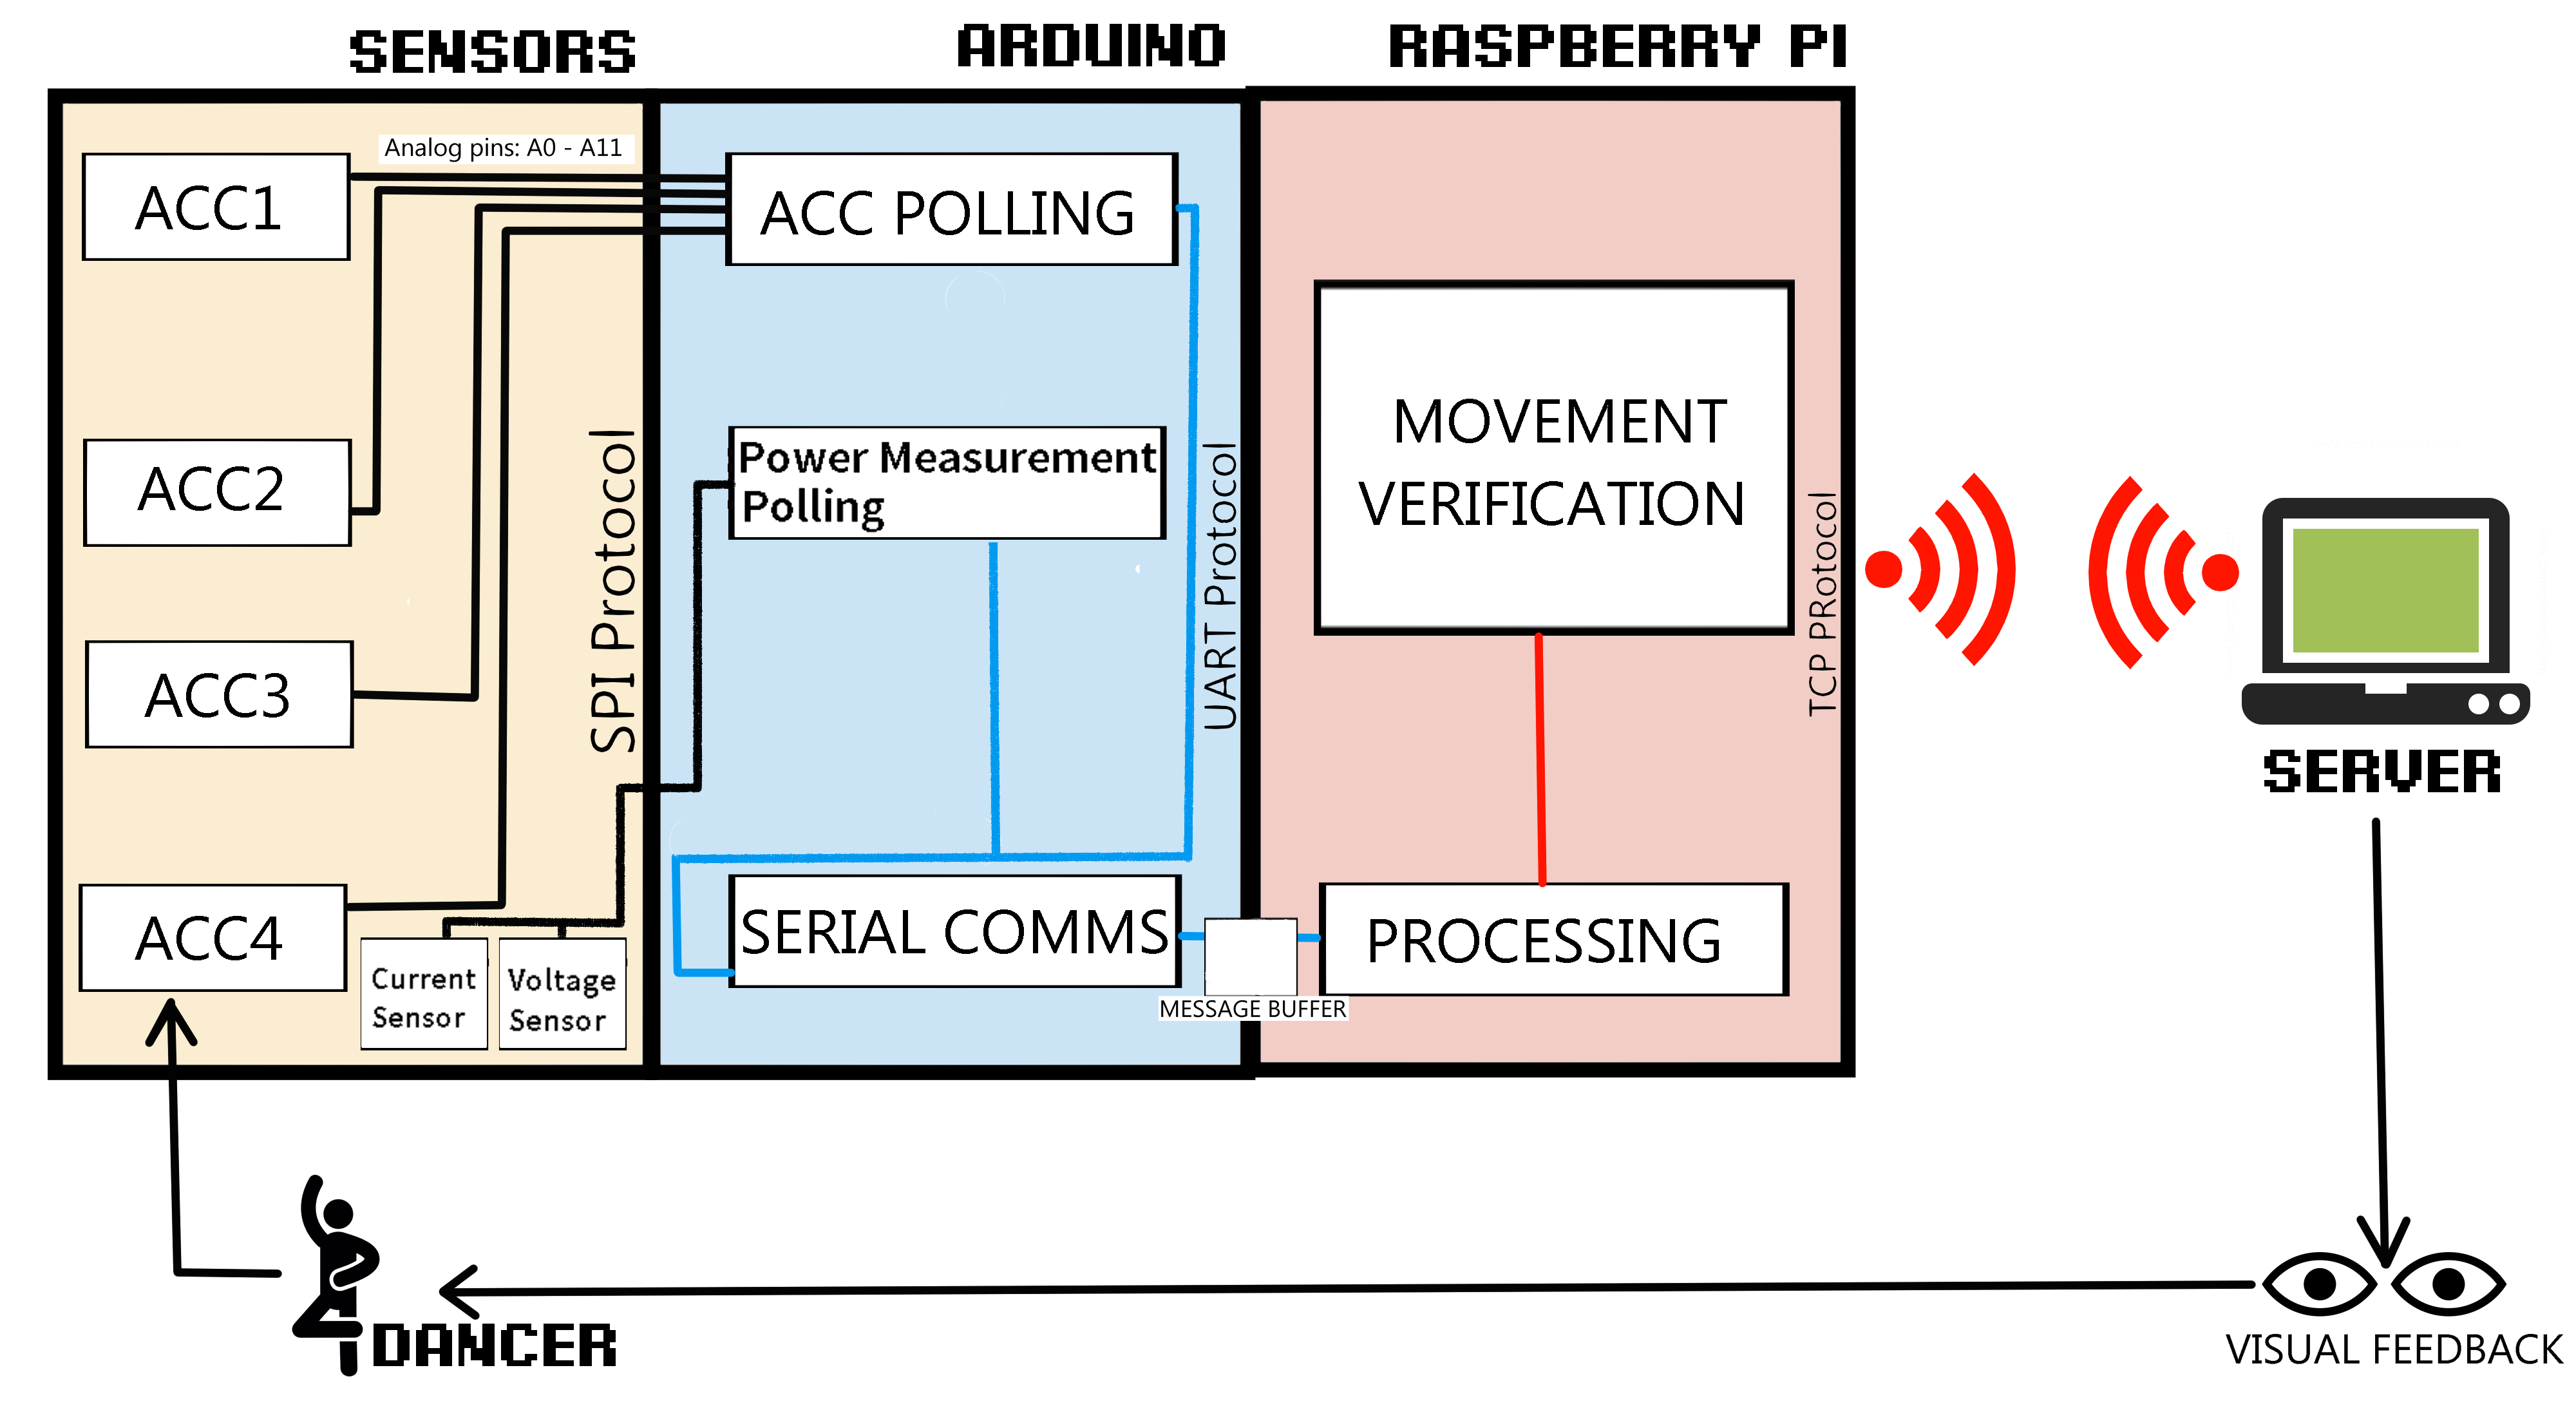 SENSORS
ARDUINO
RASPBERRY PI
Analog pins: A0 - A11
ACC1
ACC2
ACC3
ACC4
Current
Sensor
Voltage
Sensor
SPI Protocol
ACC POLLING
Power Measurement
Polling
SERIAL COMMS
UART Protocol
MESSAGE BUFFER
MOVEMENT
VERIFICATION
PROCESSING
TCP PRotocol
SERVER
DANCER
VISUAL FEEDBACK